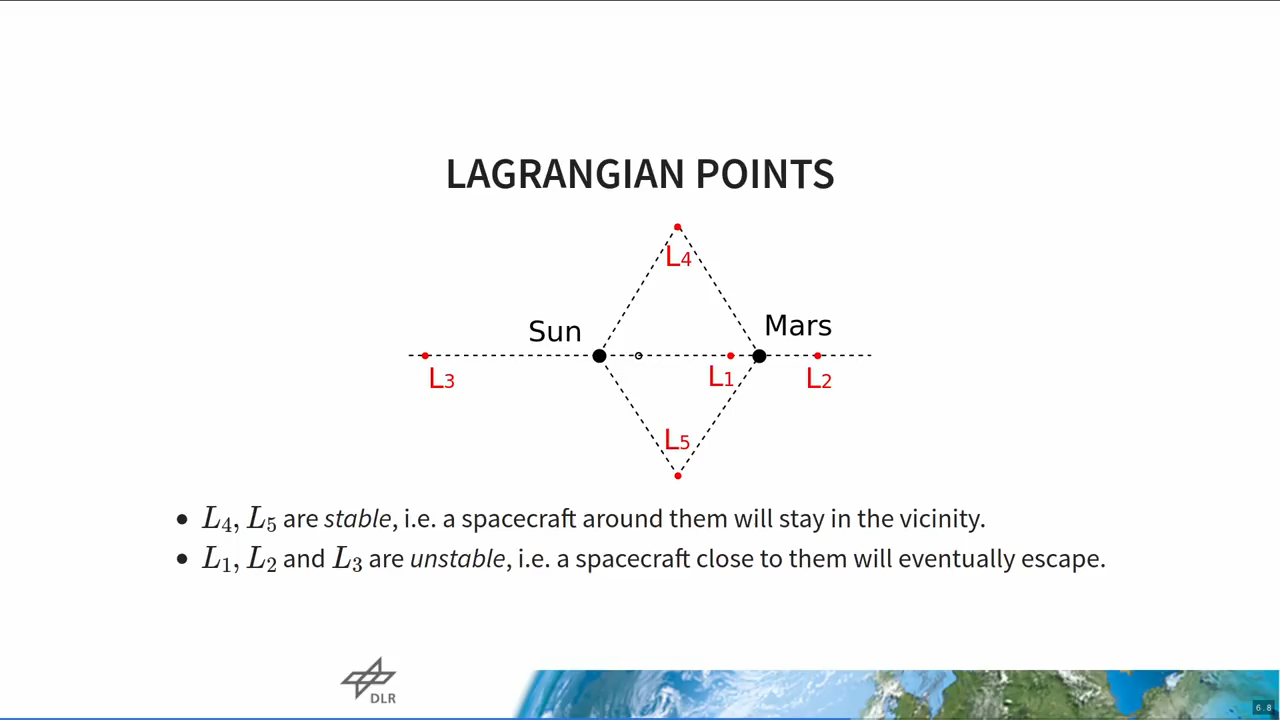 LAGRANGIAN POINTS
L4
Sun
Mars
L3
L1
L2
L5
L4, L5 are stable, i.e. a spacecraft around them will stay in the vicinity.
L1, L2 and L3 are unstable, i.e. a spacecraft close to them will eventually escape.
DLR
6.8